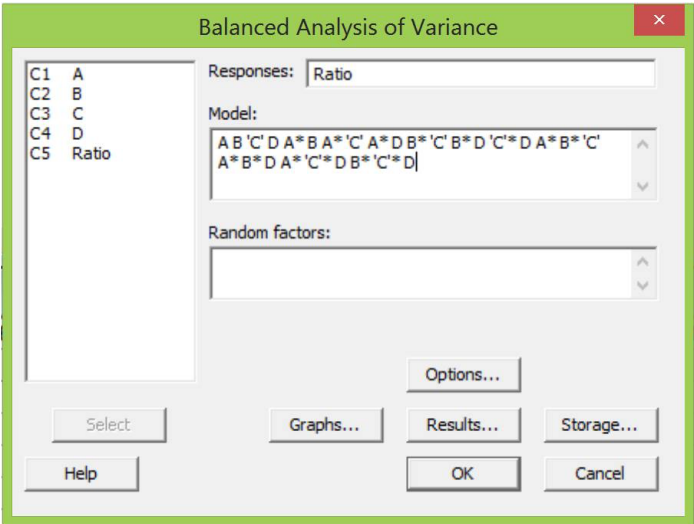 Balanced Analysis of Variance
×
C1 A
C2 B
C3 C
C4 D
C5 Ratio
Responses: Ratio
Model:
A B 'C' D A* B A* 'C' A* D B* 'C' B* D 'C'* D A* B* 'C'
A* B* D A* 'C'* D B* 'C'* D
Random factors:
Options...
Select
Graphs...
Results...
Storage...
Help
OK
Cancel